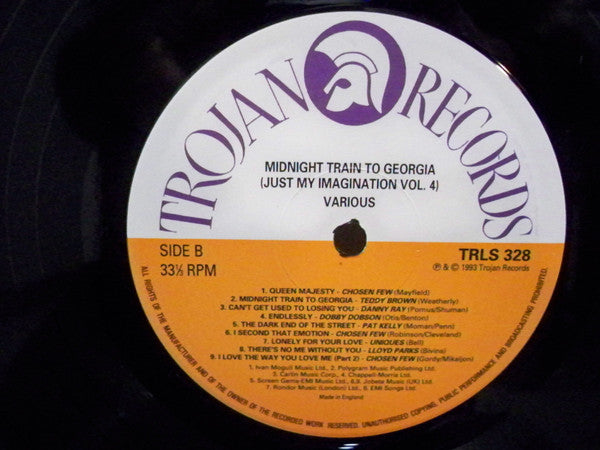 TROJAN RECORDS
MIDNIGHT TRAIN TO GEORGIA
(JUST MY IMAGINATION VOL. 4)
VARIOUS
SIDE B
33⅓ RPM
TRLS 328
℗ & © 1993 Trojan Records
1. QUEEN MAJESTY - CHOSEN FEW (Mayfield)
2. MIDNIGHT TRAIN TO GEORGIA - TEDDY BROWN (Weatherly)
3. CAN'T GET USED TO LOSING YOU - DANNY RAY (Pomus/Shuman)
4. ENDLESSLY - DOBBY DOBSON (Otis/Benton)
5. THE DARK END OF THE STREET - PAT KELLY (Moman/Penn)
6. I SECOND THAT EMOTION - CHOSEN FEW (Robinson/Cleveland)
7. LONELY FOR YOUR LOVE - UNIQUES (Bell)
8. THERE'S NO ME WITHOUT YOU - LLOYD PARKS (Bivins)
9. I LOVE THE WAY YOU LOVE ME (Part 2) - CHOSEN FEW (Gordy/Mikaljon)
1. Ivan Mogull Music Ltd., 2. Polygram Music Publishing Ltd.
3. Carlin Music Corp., 4. Chappell-Morris Ltd.
5. Screen Gems-EMI Music Ltd., 6.9. Jobete Music (UK) Ltd.
7. Rondor Music (London) Ltd., 8. EMI Songs Ltd.
Made in England
ALL RIGHTS OF THE MANUFACTURER AND OF THE OWNER OF THE RECORDED WORK RESERVED. UNAUTHORISED COPYING, PUBLIC PERFORMANCE AND BROADCASTING PROHIBITED.